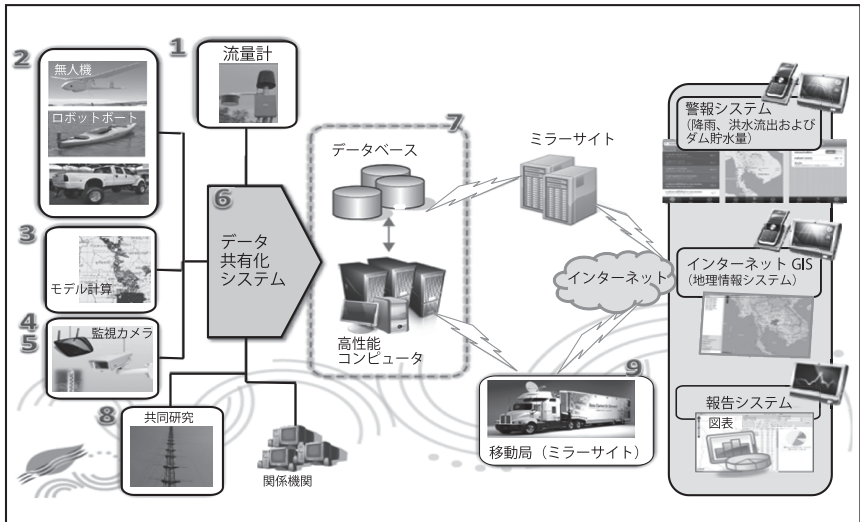 1
流量計
2
無人機
ロボットボート
3
モデル計算
4
5
監視カメラ
6
データ
共有化
システム
8
共同研究
関係機関
7
データベース
高性能
コンピュータ
ミラーサイト
インターネット
9
移動局（ミラーサイト）
警報システム
（降雨、洪水流出および
ダム貯水量）
インターネット GIS
（地理情報システム）
報告システム
図表